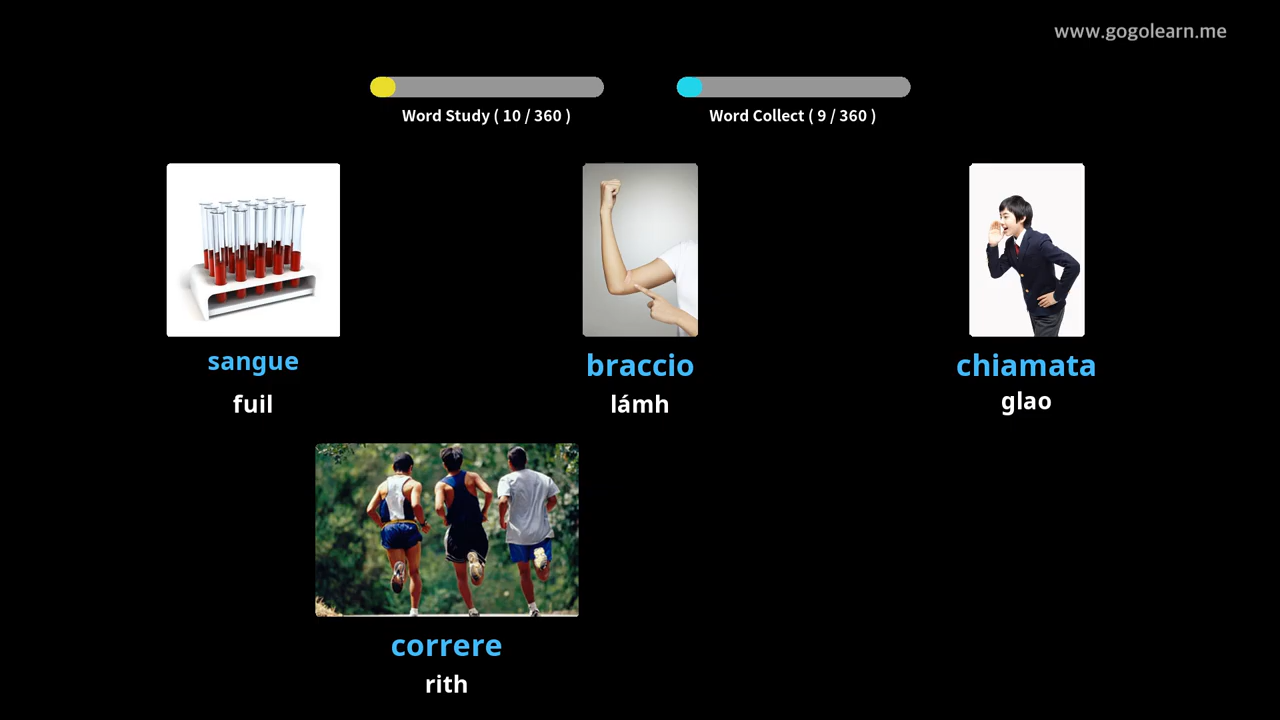 www.gogolearn.me
Word Study ( 10 / 360 )
Word Collect ( 9 / 360 )
sangue
fuil
braccio
lámh
chiamata
glao
correre
rith